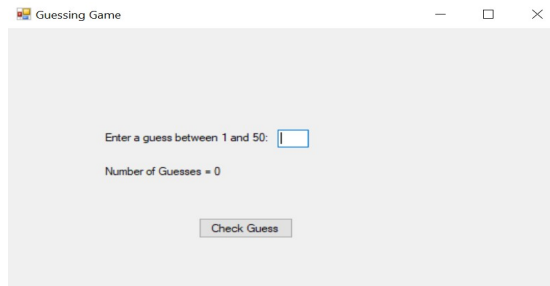 Guessing Game
Enter a guess between 1 and 50:
Number of Guesses = 0
Check Guess